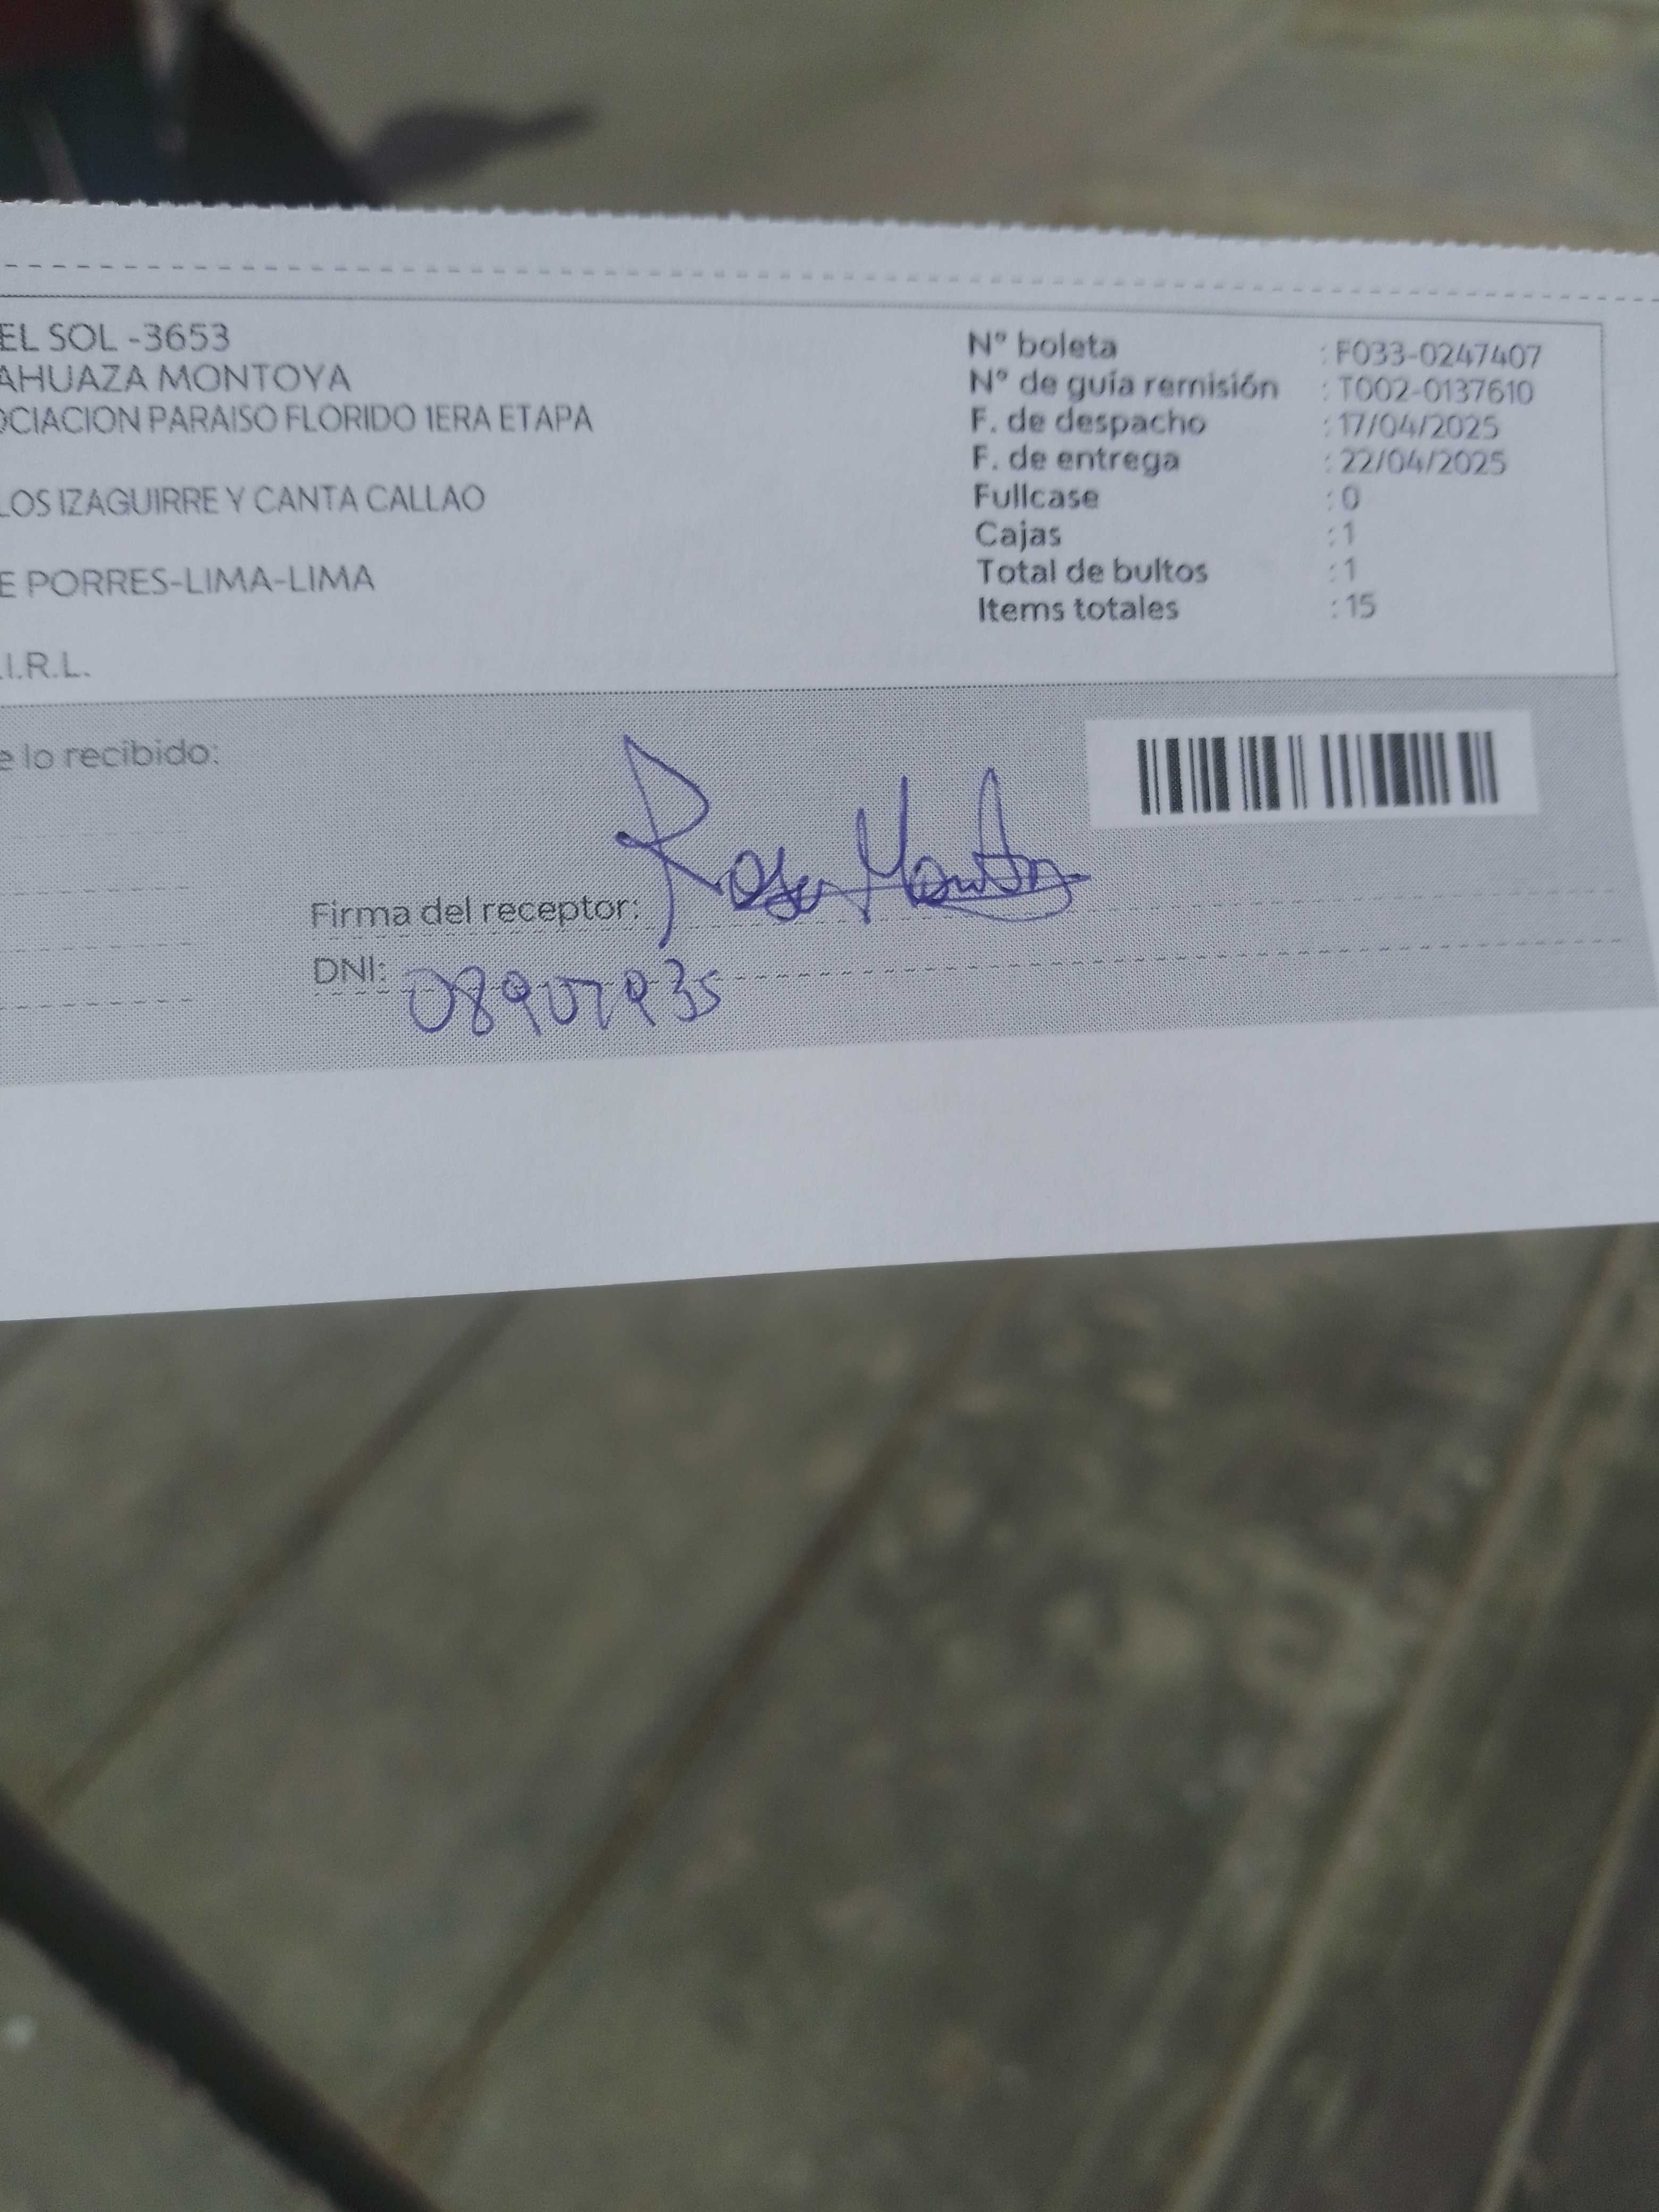 EL SOL -3653
AHUAZA MONTOYA
OCIACION PARAISO FLORIDO 1ERA ETAPA
LOS IZAGUIRRE Y CANTA CALLAO
E PORRES-LIMA-LIMA
.I.R.L.
N° boleta : F033-0247407
N° de guía remisión : T002-0137610
F. de despacho : 17/04/2025
F. de entrega : 22/04/2025
Fullcase : 0
Cajas : 1
Total de bultos : 1
Items totales : 15
e lo recibido:
Firma del receptor: Rosa
DNI: 08907935